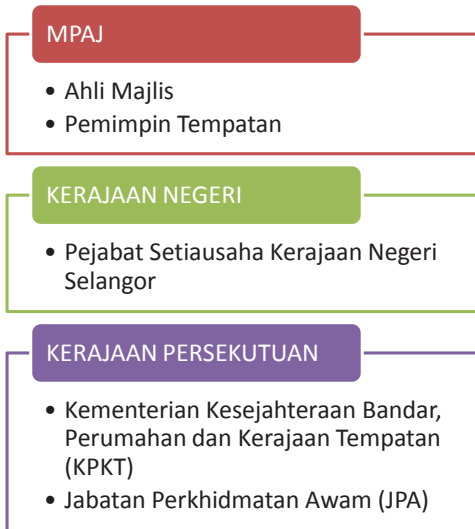 MPAJ
• Ahli Majlis
• Pemimpin Tempatan
KERAJAAN NEGERI
• Pejabat Setiausaha Kerajaan Negeri
Selangor
KERAJAAN PERSEKUTUAN
• Kementerian Kesejahteraan Bandar,
Perumahan dan Kerajaan Tempatan
(KPKT)
• Jabatan Perkhidmatan Awam (JPA)